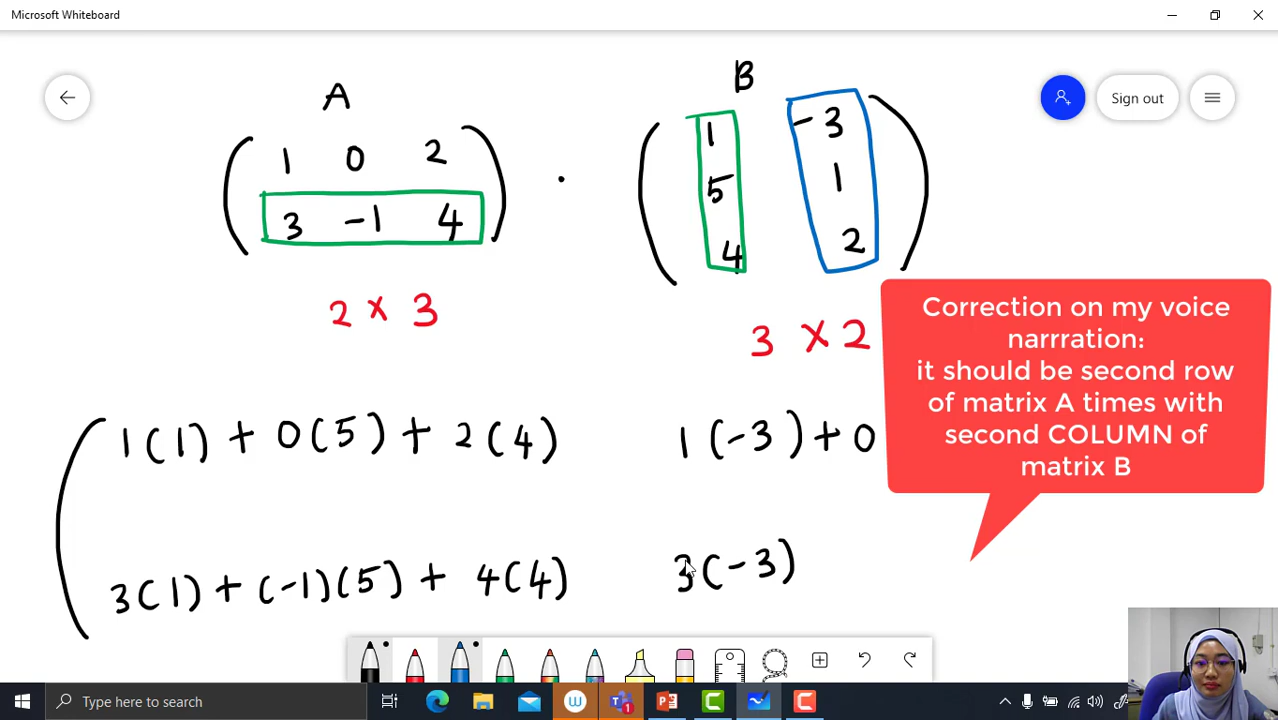 Microsoft Whiteboard
Sign out
A
B
1 0 2
3 -1 4
.
1 -3
5 1
4 2
2 x 3
3 x 2
Correction on my voice
narrration:
it should be second row
of matrix A times with
second COLUMN of
matrix B
1(1) + 0(5) + 2(4) 1(-3) + 0
3(1) + (-1)(5) + 4(4) 3(-3)
Type here to search